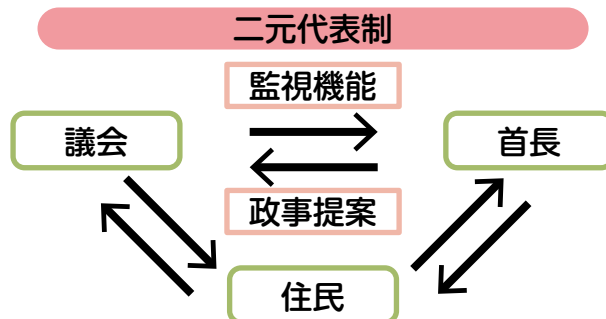 二元代表制
監視機能
議会
首長
政事提案
住民